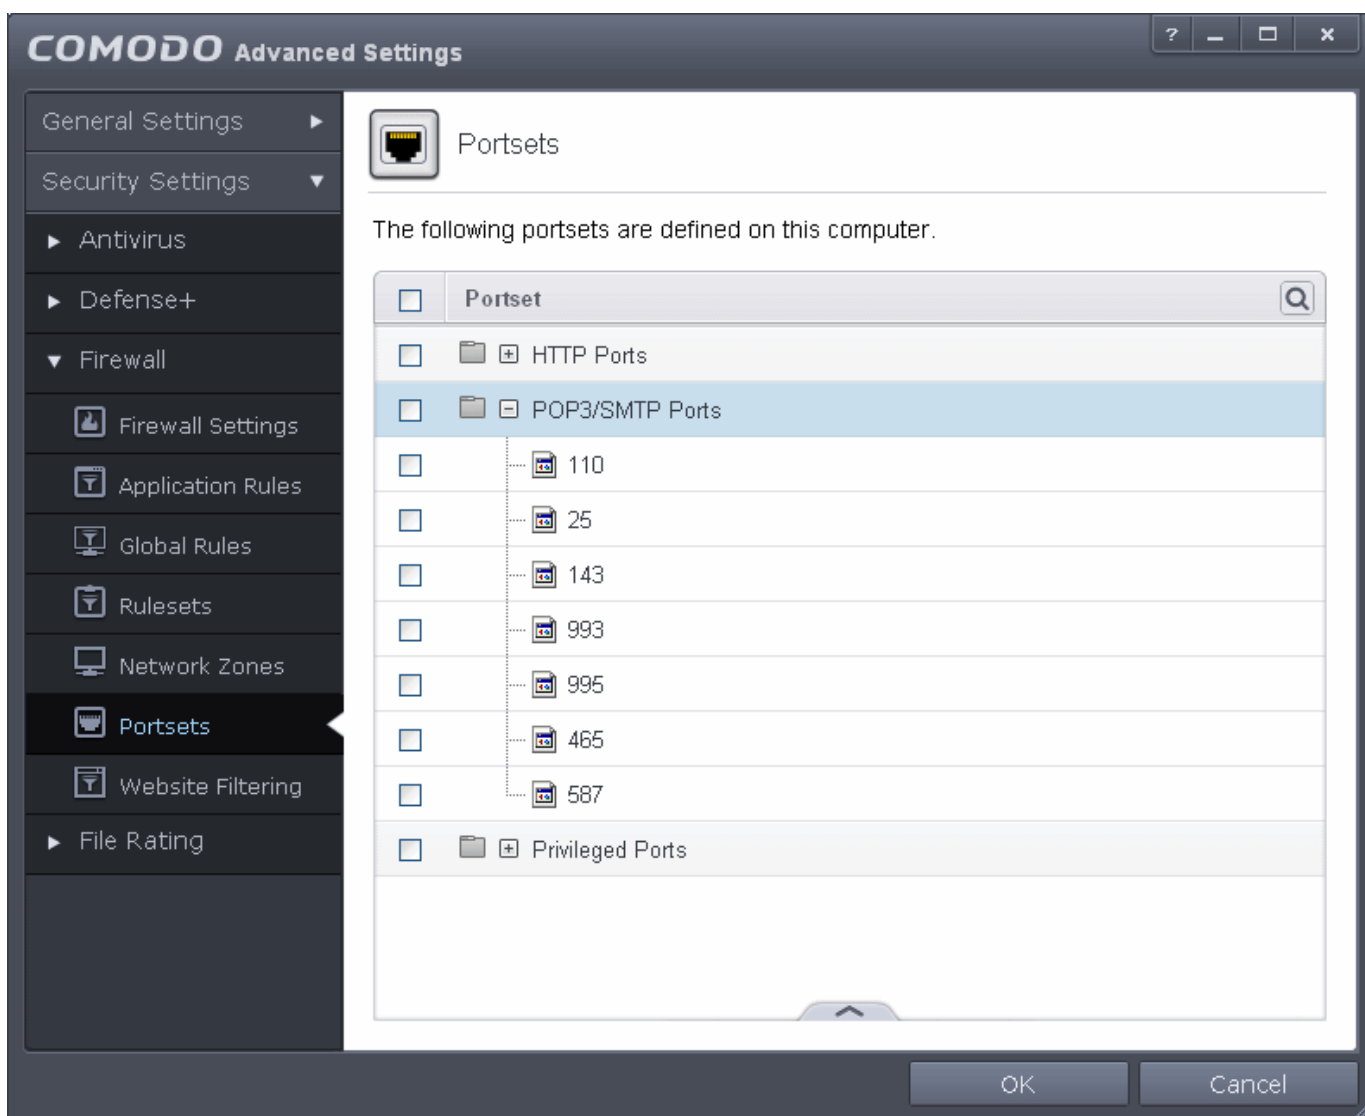 COMODO Advanced Settings
?
General Settings
Security Settings
Antivirus
Defense+
Firewall
Firewall Settings
Application Rules
Global Rules
Rulesets
Network Zones
Portsets
Website Filtering
File Rating
Portsets
The following portsets are defined on this computer.
Portset
HTTP Ports
POP3/SMTP Ports
110
25
143
993
995
465
587
Privileged Ports
OK
Cancel